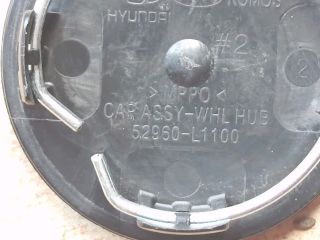 HYUNDAI
#2
2
>MPPO<
CAP ASSY-WHL HUB
52960-L1100